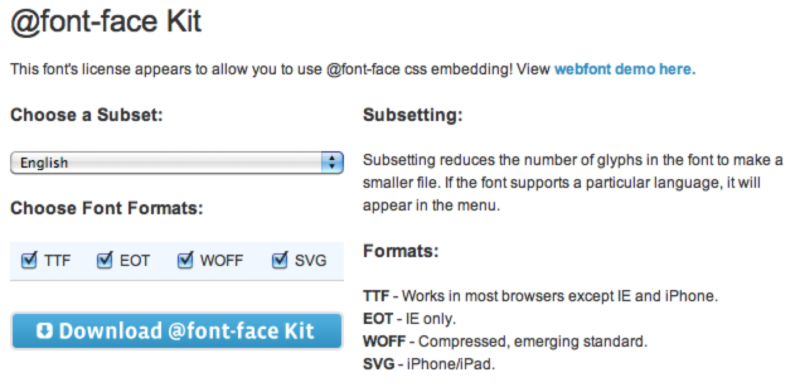 @font-face Kit
This font's license appears to allow you to use @font-face css embedding! View webfont demo here.
Choose a Subset:
English
Choose Font Formats:
TTF EOT WOFF SVG
Download @font-face Kit
Subsetting:
Subsetting reduces the number of glyphs in the font to make a
smaller file. If the font supports a particular language, it will
appear in the menu.
Formats:
TTF - Works in most browsers except IE and iPhone.
EOT - IE only.
WOFF - Compressed, emerging standard.
SVG - iPhone/iPad.